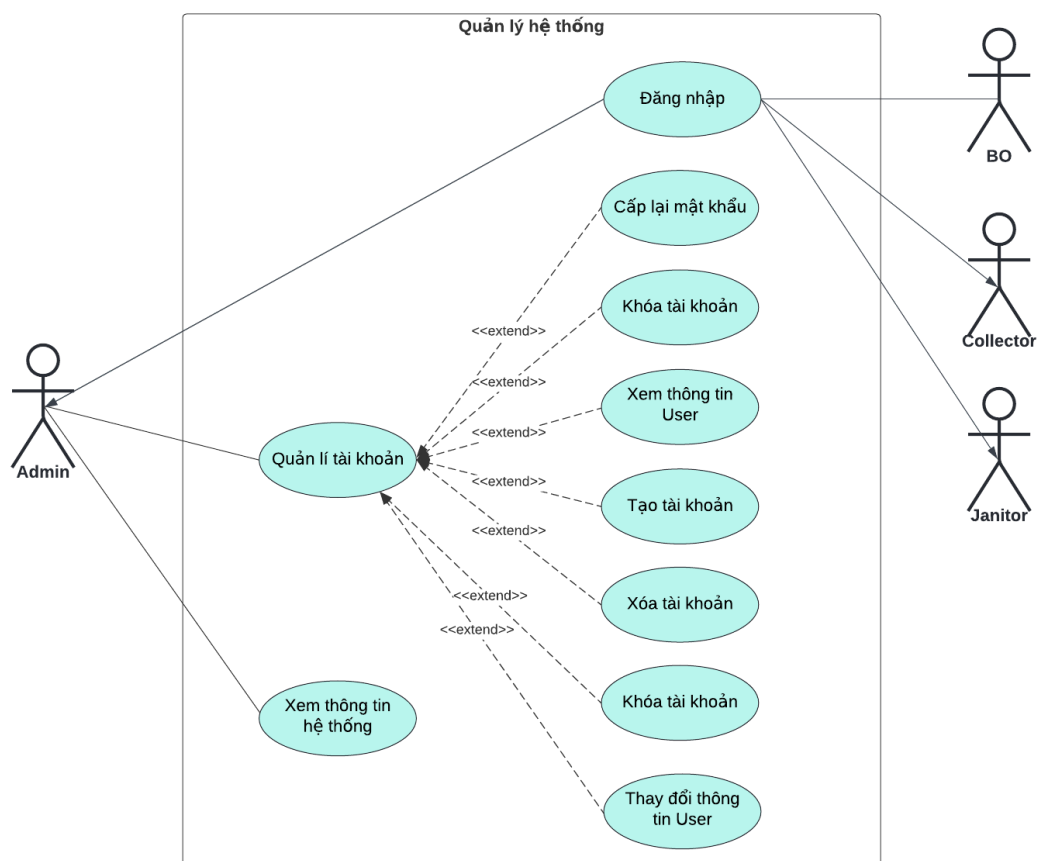 Quản lý hệ thống
Đăng nhập
BO
Cấp lại mật khẩu
Khóa tài khoản
<<extend>>
Collector
<<extend>>
Xem thông tin
User
<<extend>>
Quản lí tài khoản
Admin
<<extend>>
Tạo tài khoản
Janitor
<<extend>>
Xóa tài khoản
<<extend>>
<<extend>>
Khóa tài khoản
Xem thông tin
hệ thống
Thay đổi thông
tin User